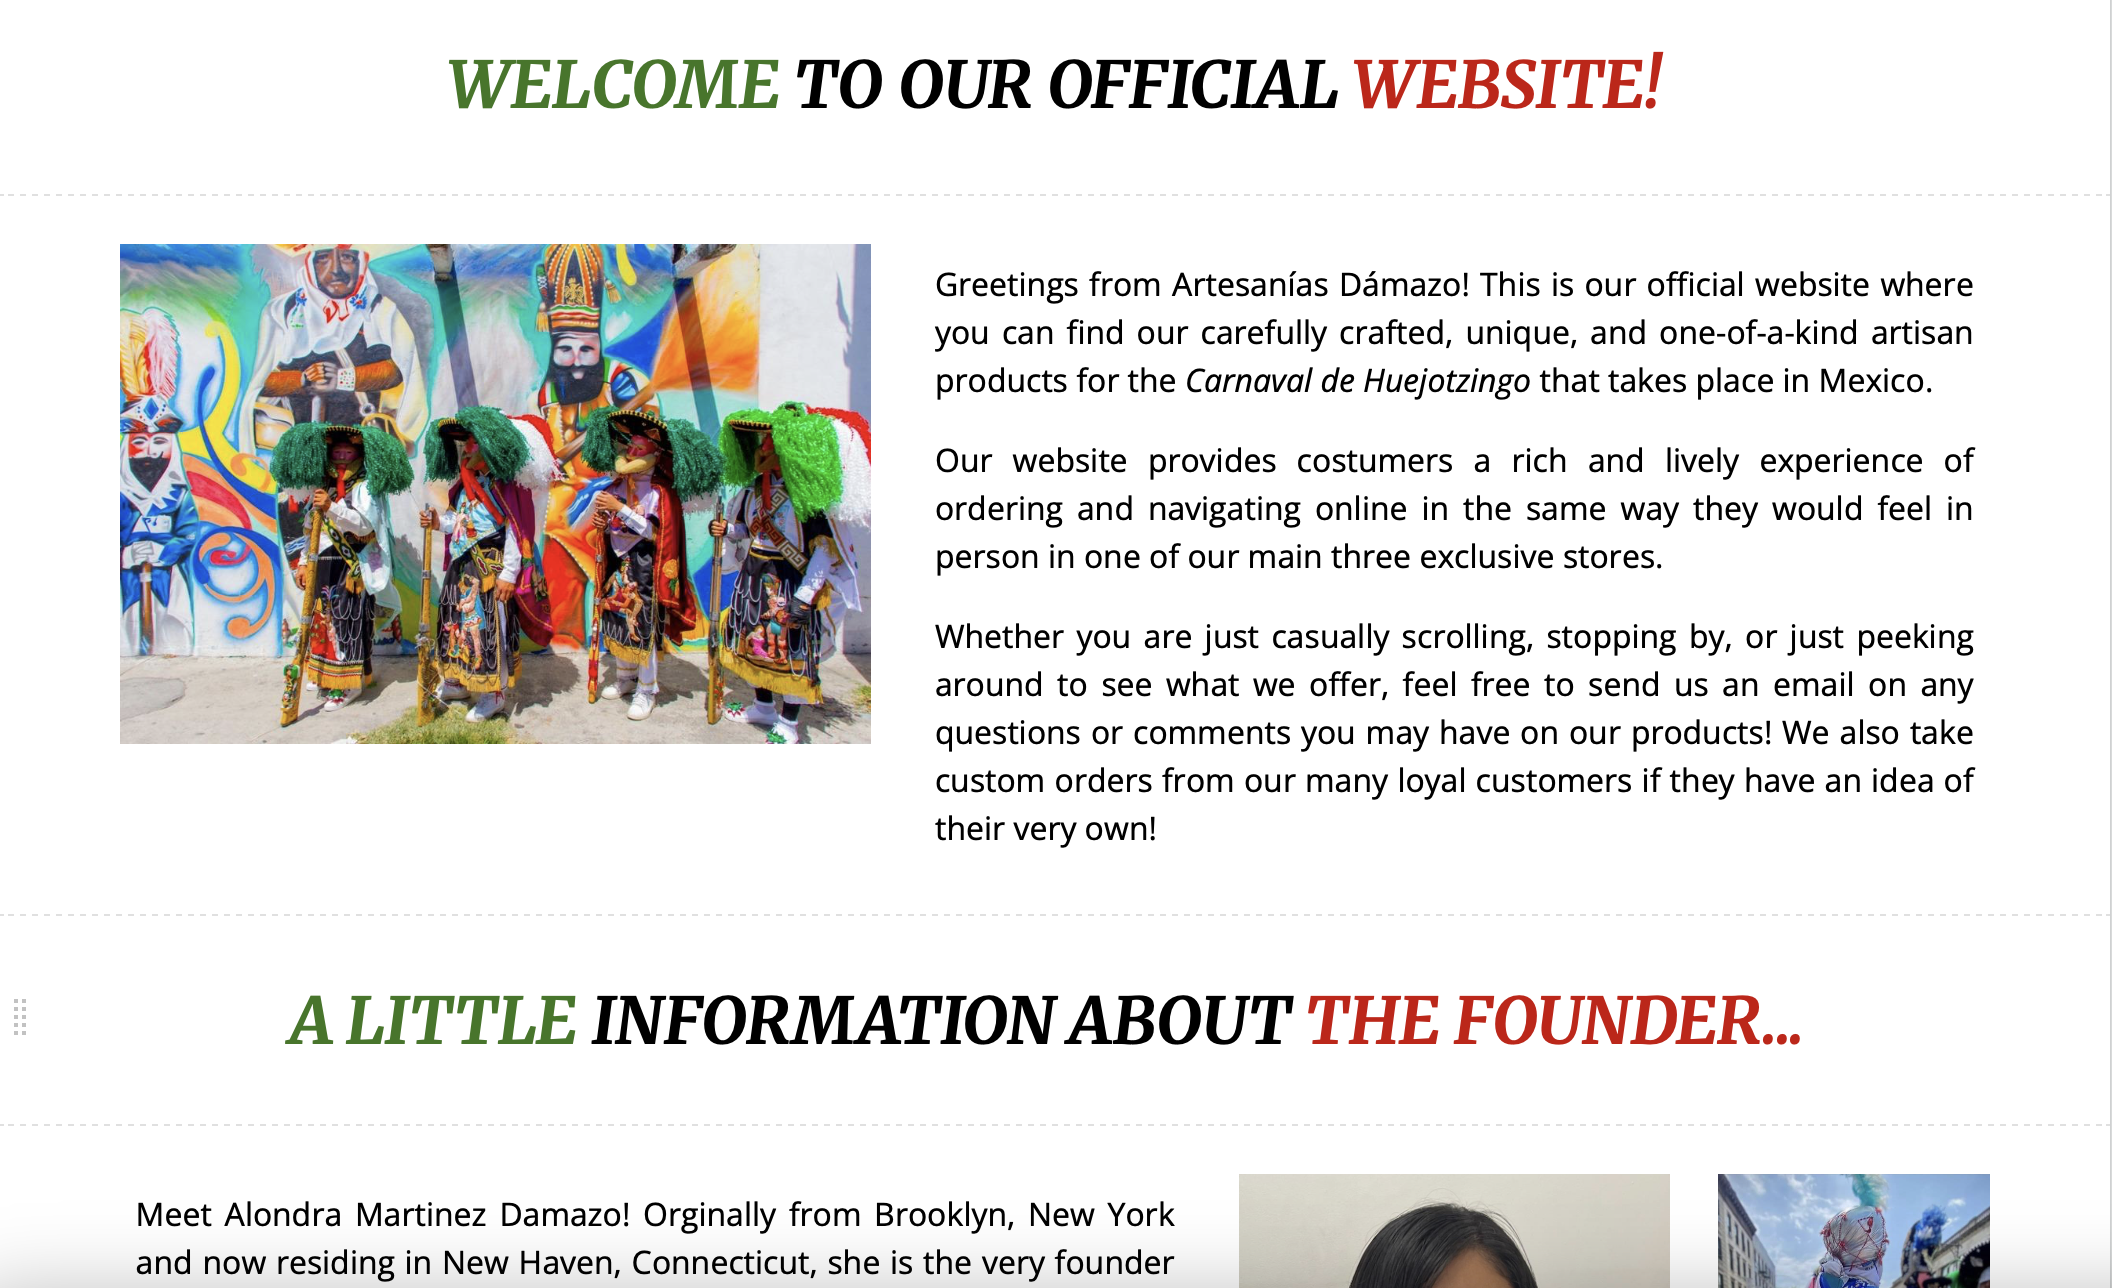 WELCOME TO OUR OFFICIAL WEBSITE!
Greetings from Artesanías Dámazo! This is our official website where
you can find our carefully crafted, unique, and one-of-a-kind artisan
products for the Carnaval de Huejotzingo that takes place in Mexico.
Our website provides costumers a rich and lively experience of
ordering and navigating online in the same way they would feel in
person in one of our main three exclusive stores.
Whether you are just casually scrolling, stopping by, or just peeking
around to see what we offer, feel free to send us an email on any
questions or comments you may have on our products! We also take
custom orders from our many loyal customers if they have an idea of
their very own!
A LITTLE INFORMATION ABOUT THE FOUNDER...
Meet Alondra Martinez Damazo! Orginally from Brooklyn, New York
and now residing in New Haven, Connecticut, she is the very founder